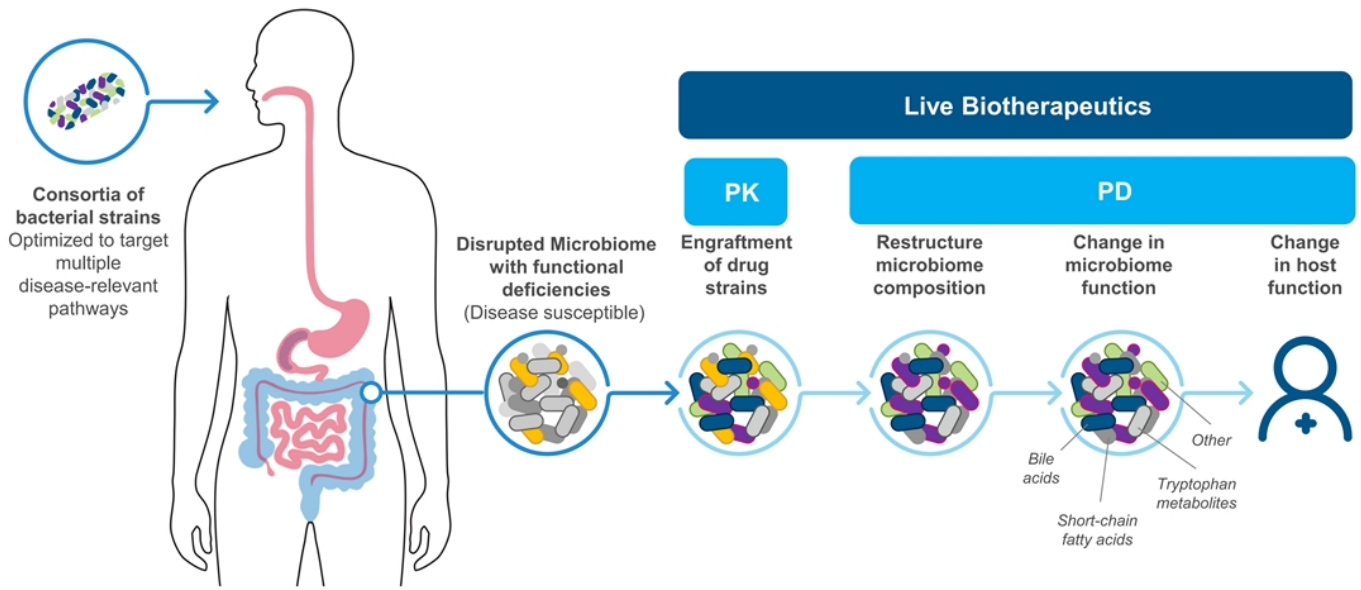 Consortia of
bacterial strains
Optimized to target
multiple
disease-relevant
pathways
Disrupted Microbiome
with functional
deficiencies
(Disease susceptible)
Live Biotherapeutics
PK
PD
Engraftment
of drug
strains
Restructure
microbiome
composition
Change in
microbiome
function
Change
in host
function
Bile
acids
Short-chain
fatty acids
Tryptophan
metabolites
Other